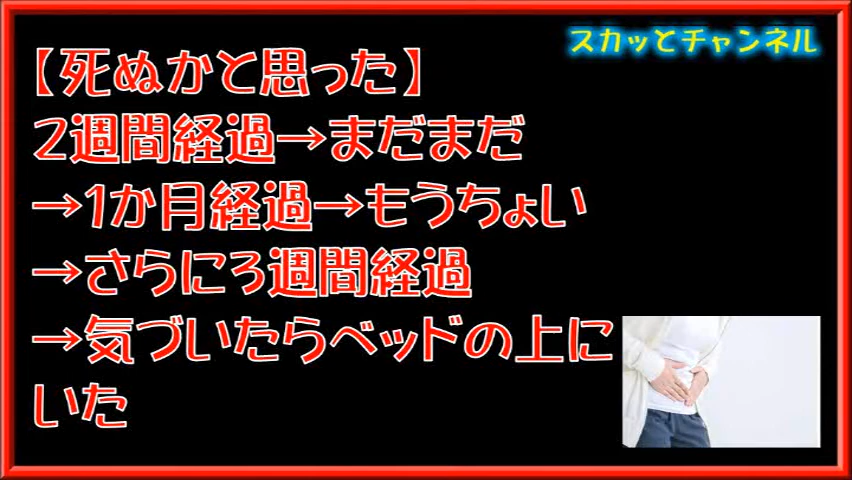 スカッとチャンネル
【死ぬかと思った】
2週間経過→まだまだ
→1か月経過→もうちょい
→さらに3週間経過
→気づいたらベッドの上に
いた